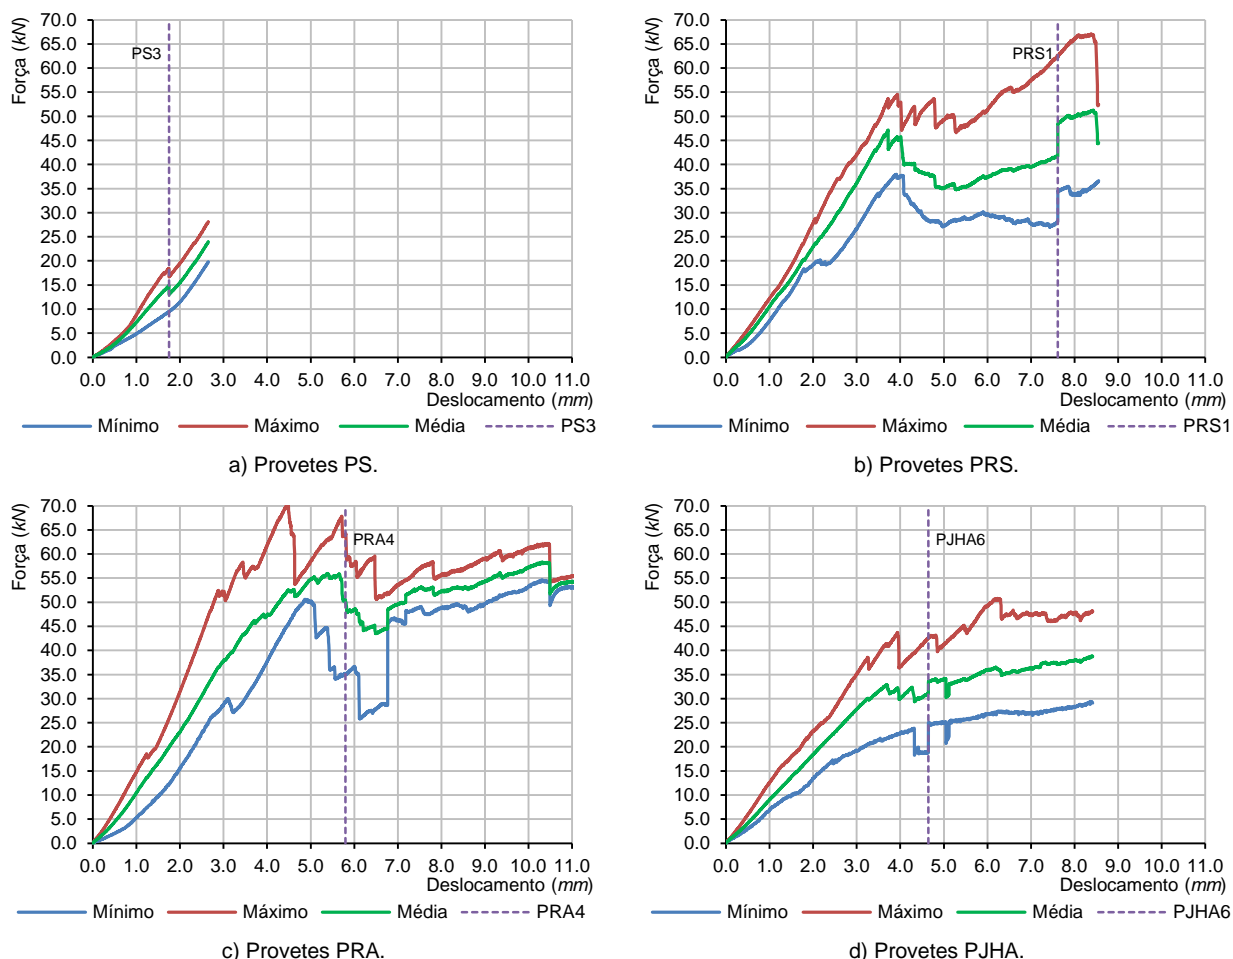 Força (kN)
70.0
65.0
60.0
55.0
50.0
45.0
40.0
35.0
30.0
25.0
20.0
15.0
10.0
5.0
0.0
PS3
0.0 1.0 2.0 3.0 4.0 5.0 6.0 7.0 8.0 9.0 10.0 11.0
Deslocamento (mm)
Mínimo Máximo Média PS3
a) Provetes PS.
Força (kN)
70.0
65.0
60.0
55.0
50.0
45.0
40.0
35.0
30.0
25.0
20.0
15.0
10.0
5.0
0.0
PRS1
0.0 1.0 2.0 3.0 4.0 5.0 6.0 7.0 8.0 9.0 10.0 11.0
Deslocamento (mm)
Mínimo Máximo Média PRS1
b) Provetes PRS.
Força (kN)
70.0
65.0
60.0
55.0
50.0
45.0
40.0
35.0
30.0
25.0
20.0
15.0
10.0
5.0
0.0
PRA4
0.0 1.0 2.0 3.0 4.0 5.0 6.0 7.0 8.0 9.0 10.0 11.0
Deslocamento (mm)
Mínimo Máximo Média PRA4
c) Provetes PRA.
Força (kN)
70.0
65.0
60.0
55.0
50.0
45.0
40.0
35.0
30.0
25.0
20.0
15.0
10.0
5.0
0.0
PJHA6
0.0 1.0 2.0 3.0 4.0 5.0 6.0 7.0 8.0 9.0 10.0 11.0
Deslocamento (mm)
Mínimo Máximo Média PJHA6
d) Provetes PJHA.